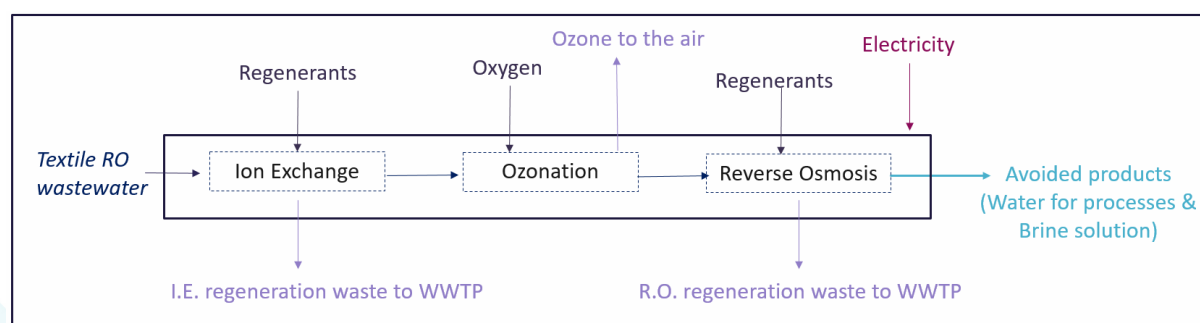 Ozone to the air
Electricity
Regenerants
Oxygen
Regenerants
Textile RO
wastewater
Ion Exchange
Ozonation
Reverse Osmosis
Avoided products
(Water for processes &
Brine solution)
I.E. regeneration waste to WWTP
R.O. regeneration waste to WWTP